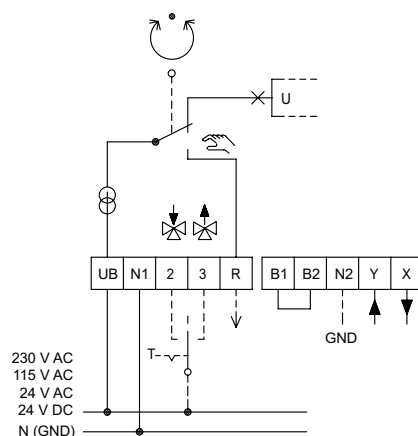 U
UB N1 2 3 R B1 B2 N2 Y X
GND
T
230 V AC
115 V AC
24 V AC
24 V DC
N (GND)